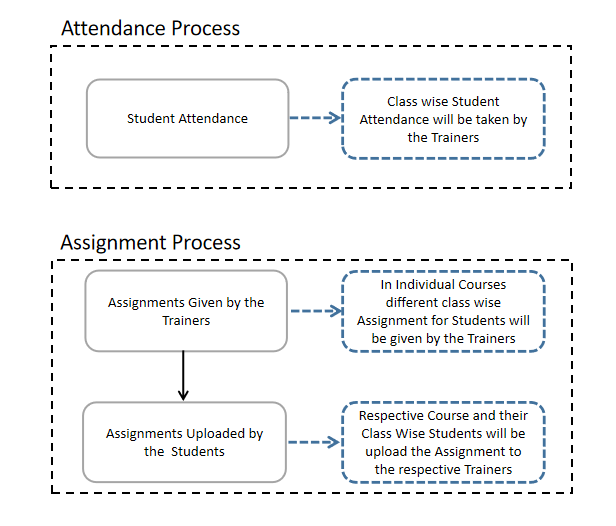 Attendance Process
Student Attendance
Class wise Student
Attendance will be taken by
the Trainers
Assignment Process
Assignments Given by the
Trainers
In Individual Courses
different class wise
Assignment for Students will
be given by the Trainers
Assignments Uploaded by
the Students
Respective Course and their
Class Wise Students will be
upload the Assignment to
the respective Trainers